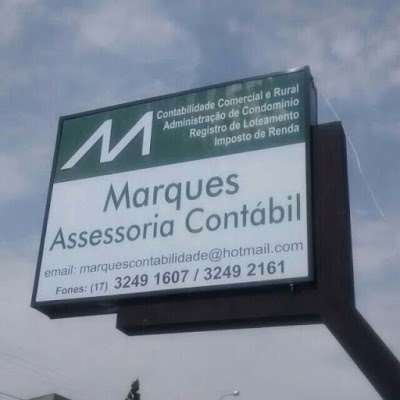 Contabilidade Comercial e Rural
Administração de Condomínio
Registro de Loteamento
Imposto de Renda
Marques
Assessoria Contábil
email: marquescontabilidade@hotmail.com
Fones: (17) 3249 1607 / 3249 2161